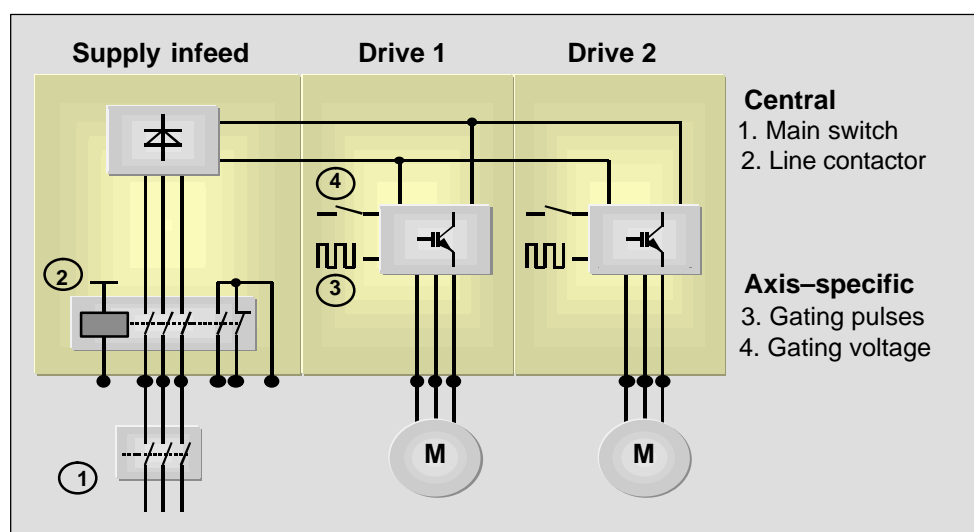 Supply infeed Drive 1 Drive 2
Central
1. Main switch
2. Line contactor
4
2
3
Axis–specific
3. Gating pulses
4. Gating voltage
M M
1